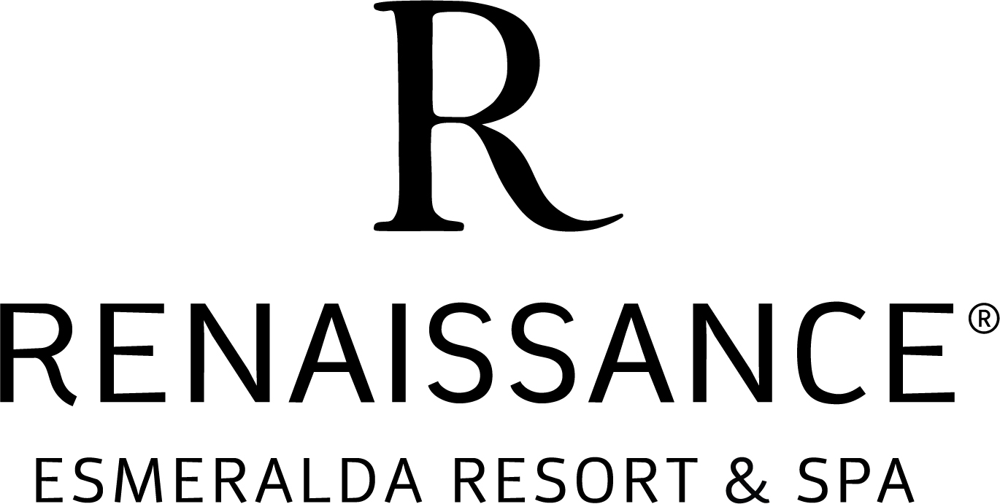 R
RENAISSANCE®
ESMERALDA RESORT & SPA